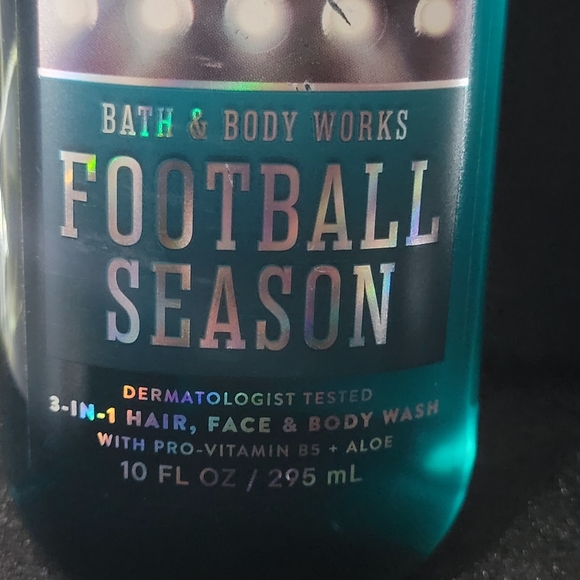 BATH & BODY WORKS
FOOTBALL
SEASON
DERMATOLOGIST TESTED
3-IN-1 HAIR, FACE & BODY WASH
WITH PRO-VITAMIN B5 + ALOE
10 FL OZ / 295 mL